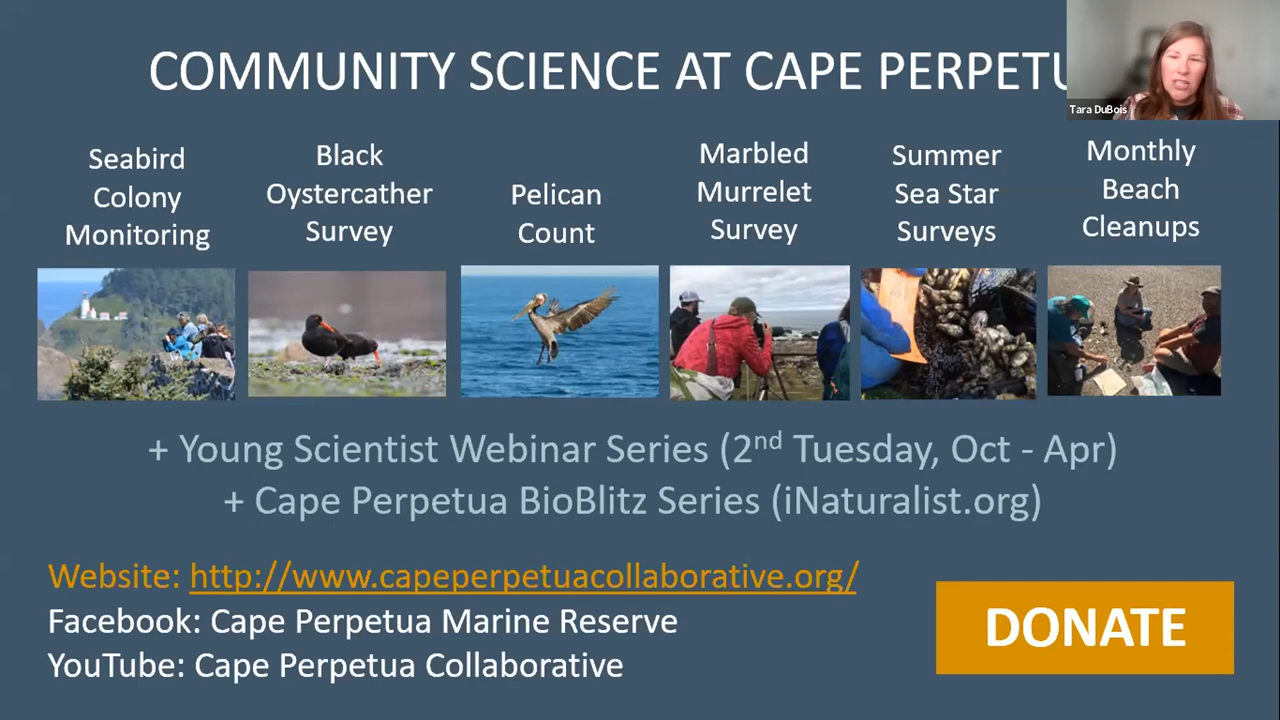 COMMUNITY SCIENCE AT CAPE PERPETU
Tara DuBois
Seabird
Colony
Monitoring
Black
Oystercather
Survey
Pelican
Count
Marbled
Murrelet
Survey
Summer
Sea Star
Surveys
Monthly
Beach
Cleanups
+ Young Scientist Webinar Series (2nd Tuesday, Oct - Apr)
+ Cape Perpetua BioBlitz Series (iNaturalist.org)
Website: http://www.capeperpetuacollaborative.org/
Facebook: Cape Perpetua Marine Reserve
YouTube: Cape Perpetua Collaborative
DONATE